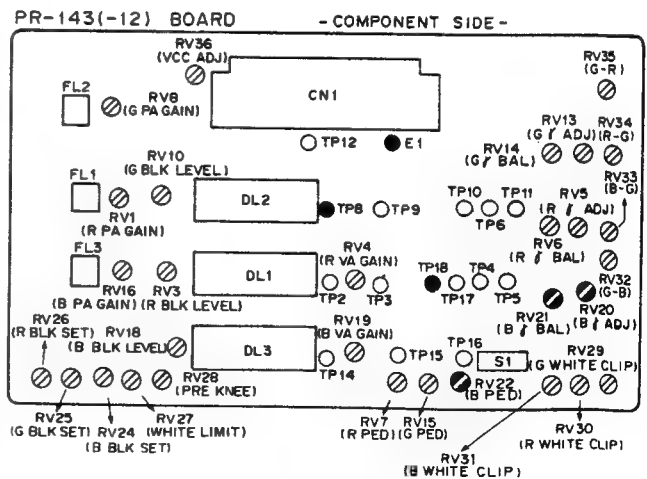 PR-143(-12) BOARD
-COMPONENT SIDE-
RV36
(VCC ADJ)
RV35
(G-R)
FL2
RV8
(G PA GAIN)
CN1
RV13
(G γ ADJ)
RV34
(R-G)
TP12
E1
RV14
(G γ BAL)
RV10
(G BLK LEVEL)
RV33
(B-G)
FL1
RV1
(R PA GAIN)
DL2
TP8
TP9
TP10
TP11
TP6
RV5
(R γ ADJ)
RV6
(R γ BAL)
FL3
RV16
(B PA GAIN)
RV3
(R BLK LEVEL)
DL1
RV4
(R VA GAIN)
TP2
TP3
TP18
TP17
TP4
TP5
RV32
(G-B)
RV21
(B γ BAL)
RV20
(B γ ADJ)
RV26
(R BLK SET)
RV18
(B BLK LEVEL)
DL3
RV19
(B VA GAIN)
TP14
TP15
TP16
S1
RV29
(G WHITE CLIP)
RV28
(PRE KNEE)
RV22
(B PED)
RV25
(G BLK SET)
RV24
(B BLK SET)
RV27
(WHITE LIMIT)
RV7
(R PED)
RV15
(G PED)
RV30
(R WHITE CLIP)
RV31
(B WHITE CLIP)